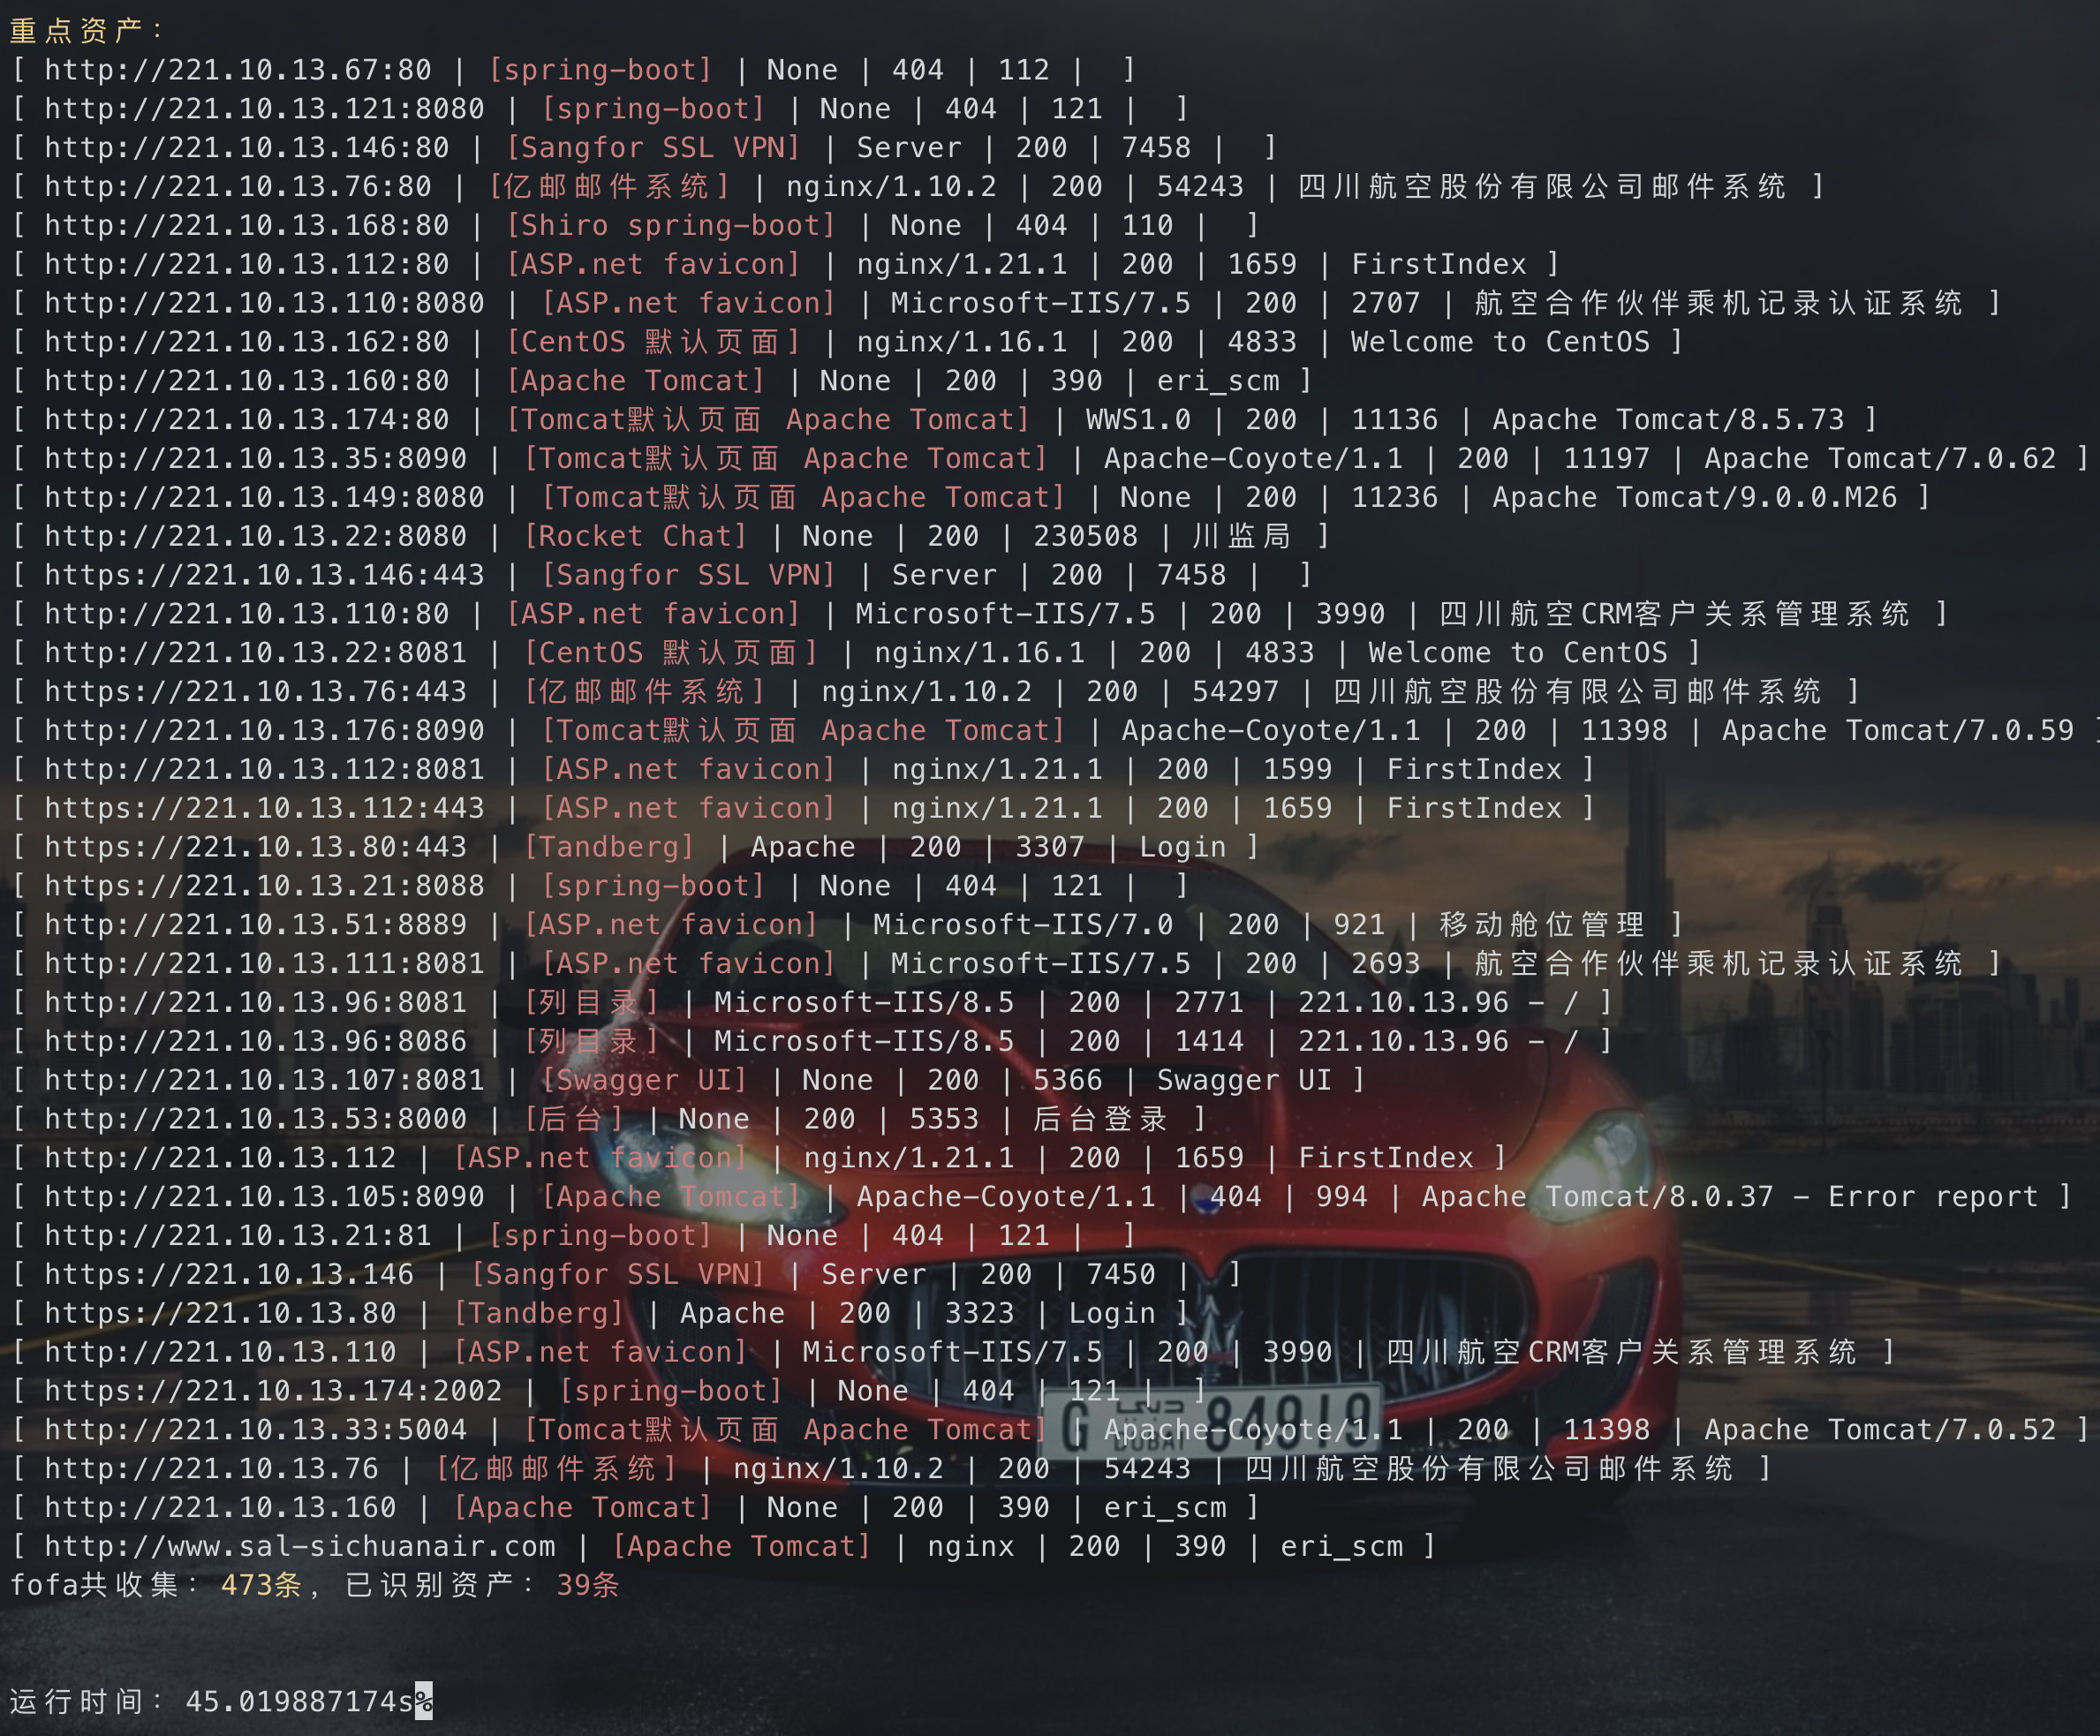 重点资产：
[ http://221.10.13.67:80 | [spring-boot] | None | 404 | 112 |  ]
[ http://221.10.13.121:8080 | [spring-boot] | None | 404 | 121 |  ]
[ http://221.10.13.146:80 | [Sangfor SSL VPN] | Server | 200 | 7458 |  ]
[ http://221.10.13.76:80 | [亿邮邮件系统] | nginx/1.10.2 | 200 | 54243 | 四川航空股份有限公司邮件系统 ]
[ http://221.10.13.168:80 | [Shiro spring-boot] | None | 404 | 110 |  ]
[ http://221.10.13.112:80 | [ASP.net favicon] | nginx/1.21.1 | 200 | 1659 | FirstIndex ]
[ http://221.10.13.110:8080 | [ASP.net favicon] | Microsoft-IIS/7.5 | 200 | 2707 | 航空合作伙伴乘机记录认证系统 ]
[ http://221.10.13.162:80 | [CentOS 默认页面] | nginx/1.16.1 | 200 | 4833 | Welcome to CentOS ]
[ http://221.10.13.160:80 | [Apache Tomcat] | None | 200 | 390 | eri_scm ]
[ http://221.10.13.174:80 | [Tomcat默认页面 Apache Tomcat] | WWS1.0 | 200 | 11136 | Apache Tomcat/8.5.73 ]
[ http://221.10.13.35:8090 | [Tomcat默认页面 Apache Tomcat] | Apache-Coyote/1.1 | 200 | 11197 | Apache Tomcat/7.0.62 ]
[ http://221.10.13.149:8080 | [Tomcat默认页面 Apache Tomcat] | None | 200 | 11236 | Apache Tomcat/9.0.0.M26 ]
[ http://221.10.13.22:8080 | [Rocket Chat] | None | 200 | 230508 | 川监局 ]
[ https://221.10.13.146:443 | [Sangfor SSL VPN] | Server | 200 | 7458 |  ]
[ http://221.10.13.110:80 | [ASP.net favicon] | Microsoft-IIS/7.5 | 200 | 3990 | 四川航空CRM客户关系管理系统 ]
[ http://221.10.13.22:8081 | [CentOS 默认页面] | nginx/1.16.1 | 200 | 4833 | Welcome to CentOS ]
[ https://221.10.13.76:443 | [亿邮邮件系统] | nginx/1.10.2 | 200 | 54297 | 四川航空股份有限公司邮件系统 ]
[ http://221.10.13.176:8090 | [Tomcat默认页面 Apache Tomcat] | Apache-Coyote/1.1 | 200 | 11398 | Apache Tomcat/7.0.59 ]
[ http://221.10.13.112:8081 | [ASP.net favicon] | nginx/1.21.1 | 200 | 1599 | FirstIndex ]
[ https://221.10.13.112:443 | [ASP.net favicon] | nginx/1.21.1 | 200 | 1659 | FirstIndex ]
[ https://221.10.13.80:443 | [Tandberg] | Apache | 200 | 3307 | Login ]
[ https://221.10.13.21:8088 | [spring-boot] | None | 404 | 121 |  ]
[ http://221.10.13.51:8889 | [ASP.net favicon] | Microsoft-IIS/7.0 | 200 | 921 | 移动舱位管理 ]
[ http://221.10.13.111:8081 | [ASP.net favicon] | Microsoft-IIS/7.5 | 200 | 2693 | 航空合作伙伴乘机记录认证系统 ]
[ http://221.10.13.96:8081 | [列目录] | Microsoft-IIS/8.5 | 200 | 2771 | 221.10.13.96 - / ]
[ http://221.10.13.96:8086 | [列目录] | Microsoft-IIS/8.5 | 200 | 1414 | 221.10.13.96 - / ]
[ http://221.10.13.107:8081 | [Swagger UI] | None | 200 | 5366 | Swagger UI ]
[ http://221.10.13.53:8000 | [后台] | None | 200 | 5353 | 后台登录 ]
[ http://221.10.13.112 | [ASP.net favicon] | nginx/1.21.1 | 200 | 1659 | FirstIndex ]
[ http://221.10.13.105:8090 | [Apache Tomcat] | Apache-Coyote/1.1 | 404 | 994 | Apache Tomcat/8.0.37 - Error report ]
[ http://221.10.13.21:81 | [spring-boot] | None | 404 | 121 |  ]
[ https://221.10.13.146 | [Sangfor SSL VPN] | Server | 200 | 7450 |  ]
[ https://221.10.13.80 | [Tandberg] | Apache | 200 | 3323 | Login ]
[ http://221.10.13.110 | [ASP.net favicon] | Microsoft-IIS/7.5 | 200 | 3990 | 四川航空CRM客户关系管理系统 ]
[ https://221.10.13.174:2002 | [spring-boot] | None | 404 | 121 |  ]
[ http://221.10.13.33:5004 | [Tomcat默认页面 Apache Tomcat] | Apache-Coyote/1.1 | 200 | 11398 | Apache Tomcat/7.0.52 ]
G دبي DUBAI 84919
[ http://221.10.13.76 | [亿邮邮件系统] | nginx/1.10.2 | 200 | 54243 | 四川航空股份有限公司邮件系统 ]
[ http://221.10.13.160 | [Apache Tomcat] | None | 200 | 390 | eri_scm ]
[ http://www.sal-sichuanair.com | [Apache Tomcat] | nginx | 200 | 390 | eri_scm ]
fofa共收集：473条，已识别资产：39条
运行时间：45.019887174s%